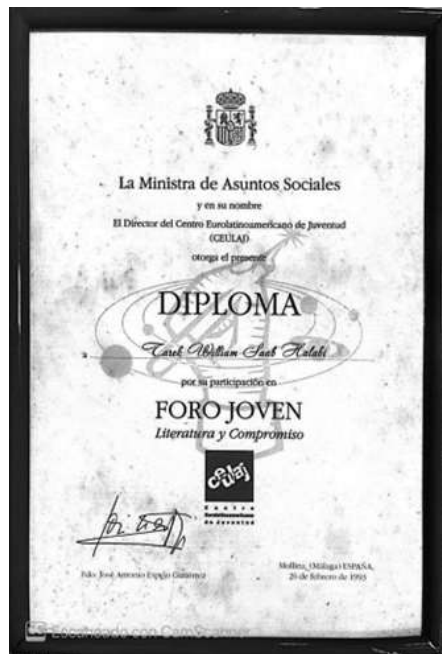 La Ministra de Asuntos Sociales
y en su nombre
El Director del Centro Eurolatinoamericano de Juventud
(CEULAJ)
otorga el presente
DIPLOMA
a Tarek William Saab Halabi
por su participación en
FORO JOVEN
Literatura y Compromiso
ceulaj
Centro
Eurolatinoamericano
de Juventud
Fdo. José Antonio Espejo Gutiérrez
Mollina, (Málaga) ESPAÑA,
26 de febrero de 1993
CS Escaneado con CamScanner